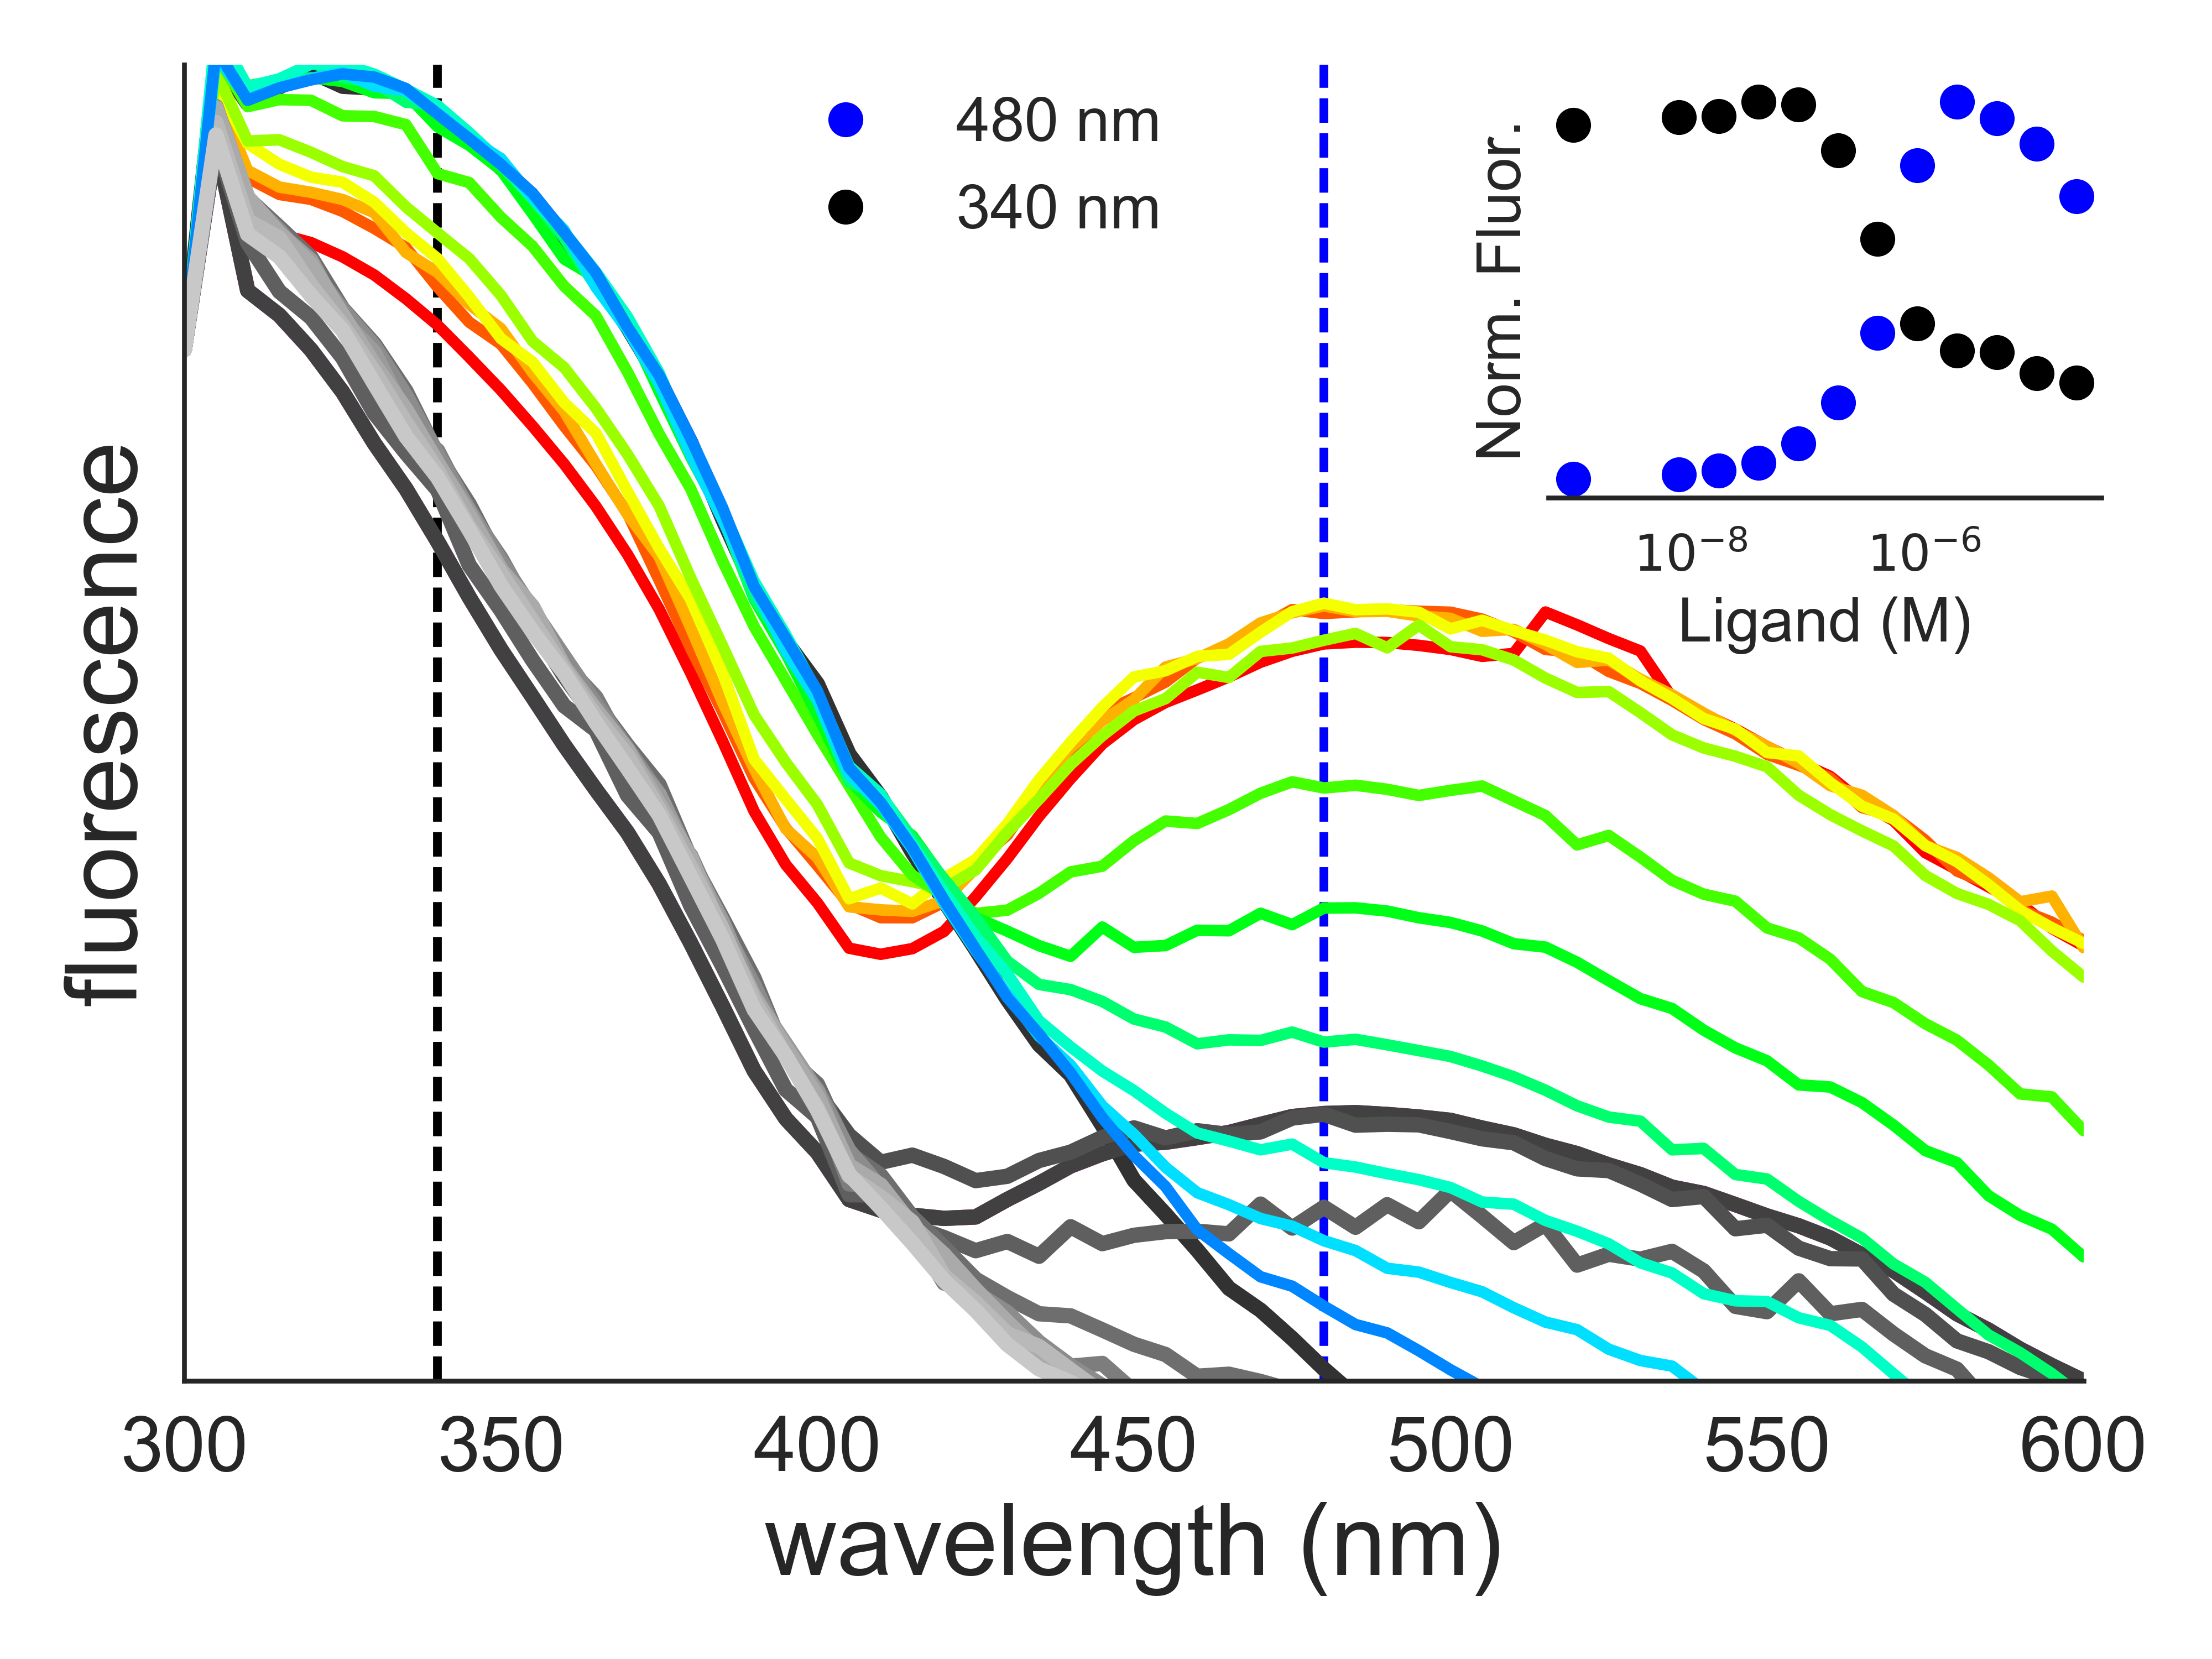 480 nm
340 nm
Norm. Fluor.
10⁻⁸ 10⁻⁶
Ligand (M)
fluorescence
300 350 400 450 500 550 600
wavelength (nm)